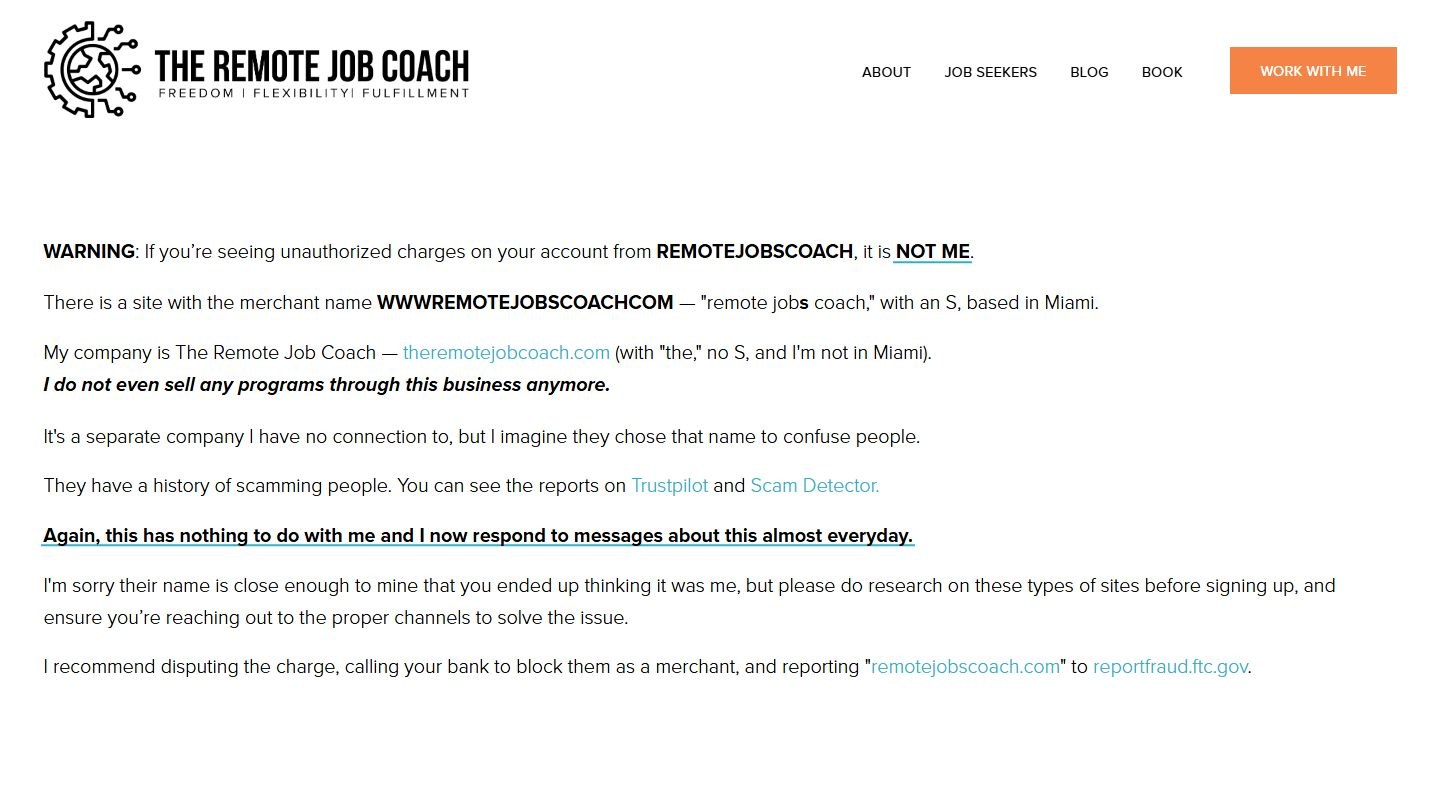 THE REMOTE JOB COACH
FREEDOM | FLEXIBILITY| FULFILLMENT
ABOUT
JOB SEEKERS
BLOG
BOOK
WORK WITH ME
WARNING: If you’re seeing unauthorized charges on your account from REMOTEJOBSCOACH, it is NOT ME.
There is a site with the merchant name WWWREMOTEJOBSCOACHCOM — "remote jobs coach," with an S, based in Miami.
My company is The Remote Job Coach — theremotejobcoach.com (with "the," no S, and I'm not in Miami).
I do not even sell any programs through this business anymore.
It's a separate company I have no connection to, but I imagine they chose that name to confuse people.
They have a history of scamming people. You can see the reports on Trustpilot and Scam Detector.
Again, this has nothing to do with me and I now respond to messages about this almost everyday.
I'm sorry their name is close enough to mine that you ended up thinking it was me, but please do research on these types of sites before signing up, and
ensure you’re reaching out to the proper channels to solve the issue.
I recommend disputing the charge, calling your bank to block them as a merchant, and reporting "remotejobscoach.com" to reportfraud.ftc.gov.